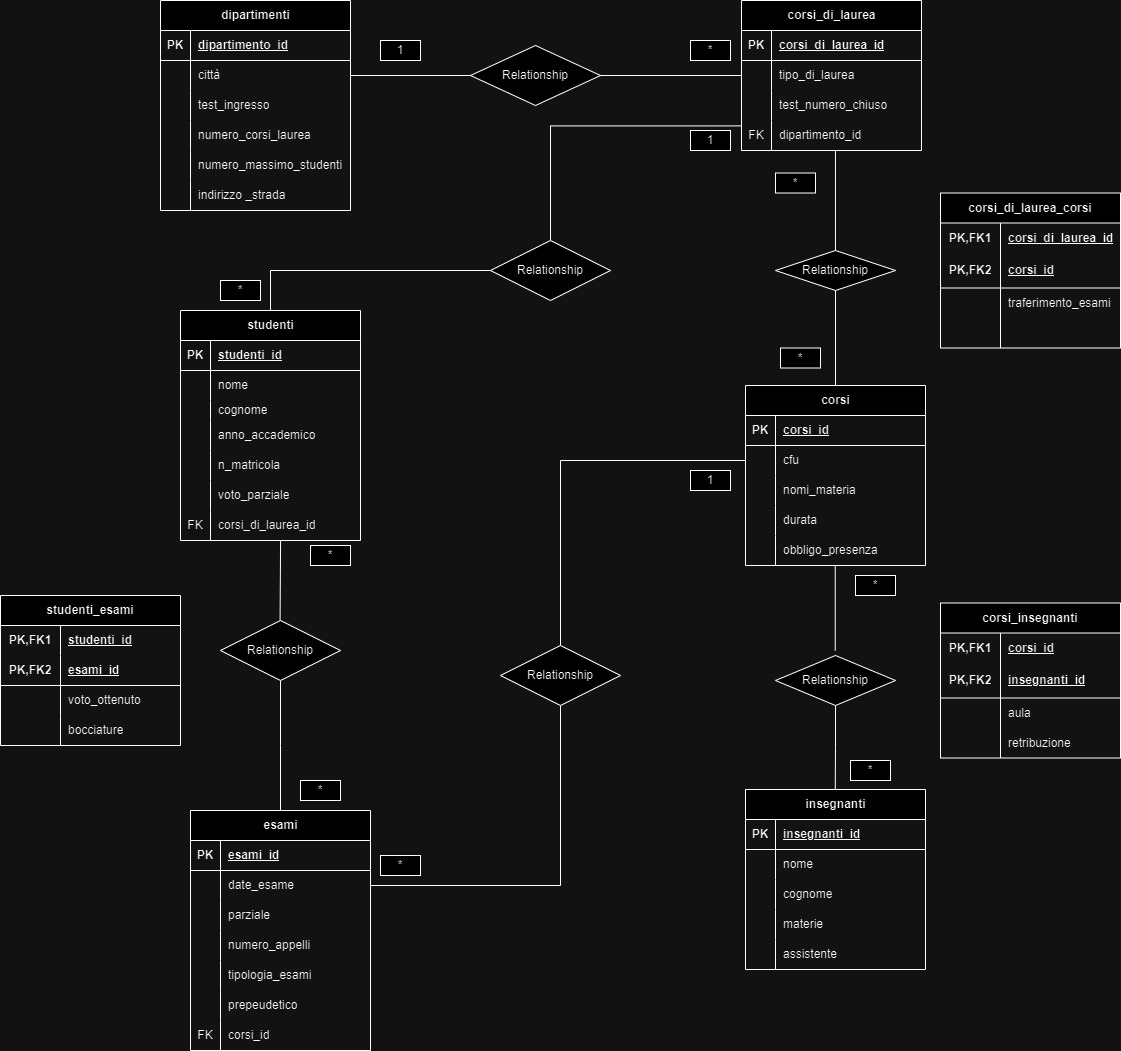 dipartimenti
PK dipartimento_id
città
test_ingresso
numero_corsi_laurea
numero_massimo_studenti
indirizzo _strada
1
Relationship
*
corsi_di_laurea
PK corsi_di_laurea_id
tipo_di_laurea
test_numero_chiuso
FK dipartimento_id
1
*
Relationship
*
Relationship
*
corsi_di_laurea_corsi
PK,FK1 corsi_di_laurea_id
PK,FK2 corsi_id
traferimento_esami
studenti
PK studenti_id
nome
cognome
anno_accademico
n_matricola
voto_parziale
FK corsi_di_laurea_id
*
corsi
PK corsi_id
cfu
nomi_materia
durata
obbligo_presenza
1
*
studenti_esami
PK,FK1 studenti_id
PK,FK2 esami_id
voto_ottenuto
bocciature
Relationship
Relationship
Relationship
corsi_insegnanti
PK,FK1 corsi_id
PK,FK2 insegnanti_id
aula
retribuzione
*
*
esami
PK esami_id
date_esame
parziale
numero_appelli
tipologia_esami
prepeudetico
FK corsi_id
*
insegnanti
PK insegnanti_id
nome
cognome
materie
assistente